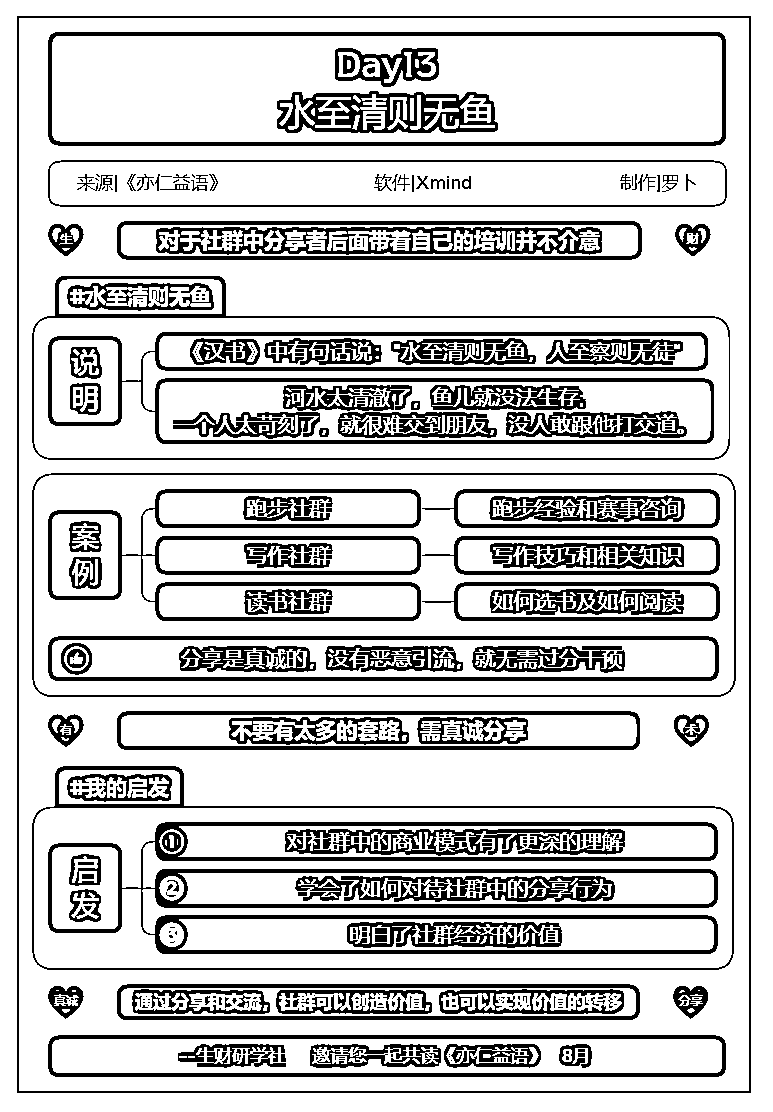 Day13
水至清则无鱼
来源|《亦仁益语》 软件|Xmind 制作|罗卜
生 对于社群中分享者后面带着自己的培训并不介意 财
#水至清则无鱼
说明
《汉书》中有句话说："水至清则无鱼，人至察则无徒"
河水太清澈了，鱼儿就没法生存，
一个人太苛刻了，就很难交到朋友，没人敢跟他打交道。
案例
跑步社群 跑步经验和赛事咨询
写作社群 写作技巧和相关知识
读书社群 如何选书及如何阅读
分享是真诚的，没有恶意引流，就无需过分干预
有 不要有太多的套路，需真诚分享
#我的启发
启发
① 对社群中的商业模式有了更深的理解
② 学会了如何对待社群中的分享行为
③ 明白了社群经济的价值
真诚 通过分享和交流，社群可以创造价值，也可以实现价值的转移 分享
一生财研学社 邀请您一起共读《亦仁益语》 8月